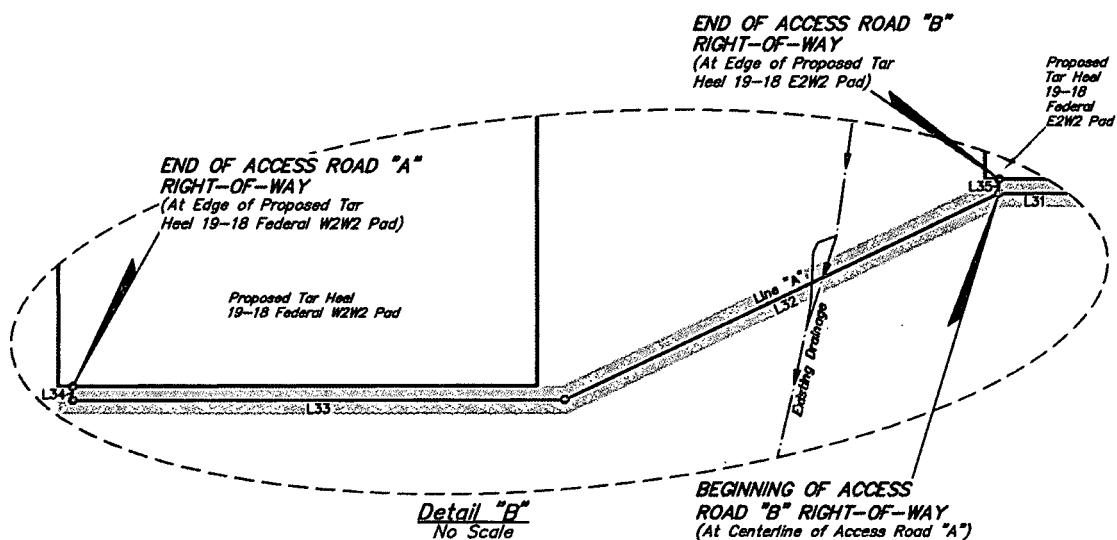 END OF ACCESS ROAD "B"
RIGHT-OF-WAY
(At Edge of Proposed Tar
Heel 19-18 E2W2 Pad)
Proposed
Tar Heel
19-18
Federal
E2W2 Pad
END OF ACCESS ROAD "A"
RIGHT-OF-WAY
(At Edge of Proposed Tar
Heel 19-18 Federal W2W2 Pad)
L35
L31
Proposed Tar Heel
19-18 Federal W2W2 Pad
Line "A"
L32
Existing Drainage
L34
L33
Detail "B"
No Scale
BEGINNING OF ACCESS
ROAD "B" RIGHT-OF-WAY
(At Centerline of Access Road "A")